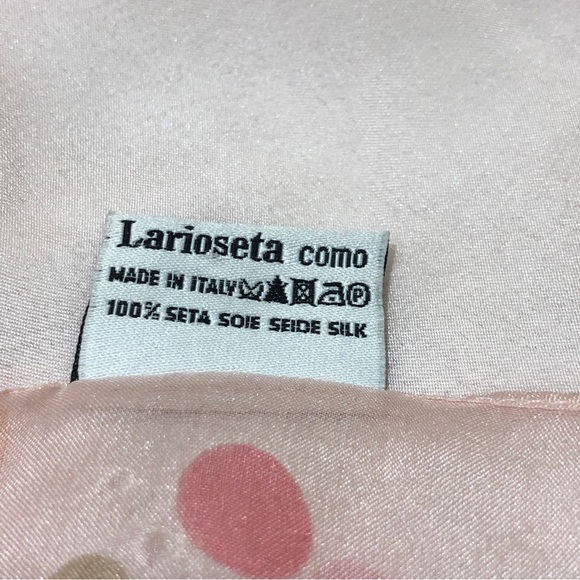 Larioseta como
MADE IN ITALY P
100% SETA SOIE SEIDE SILK